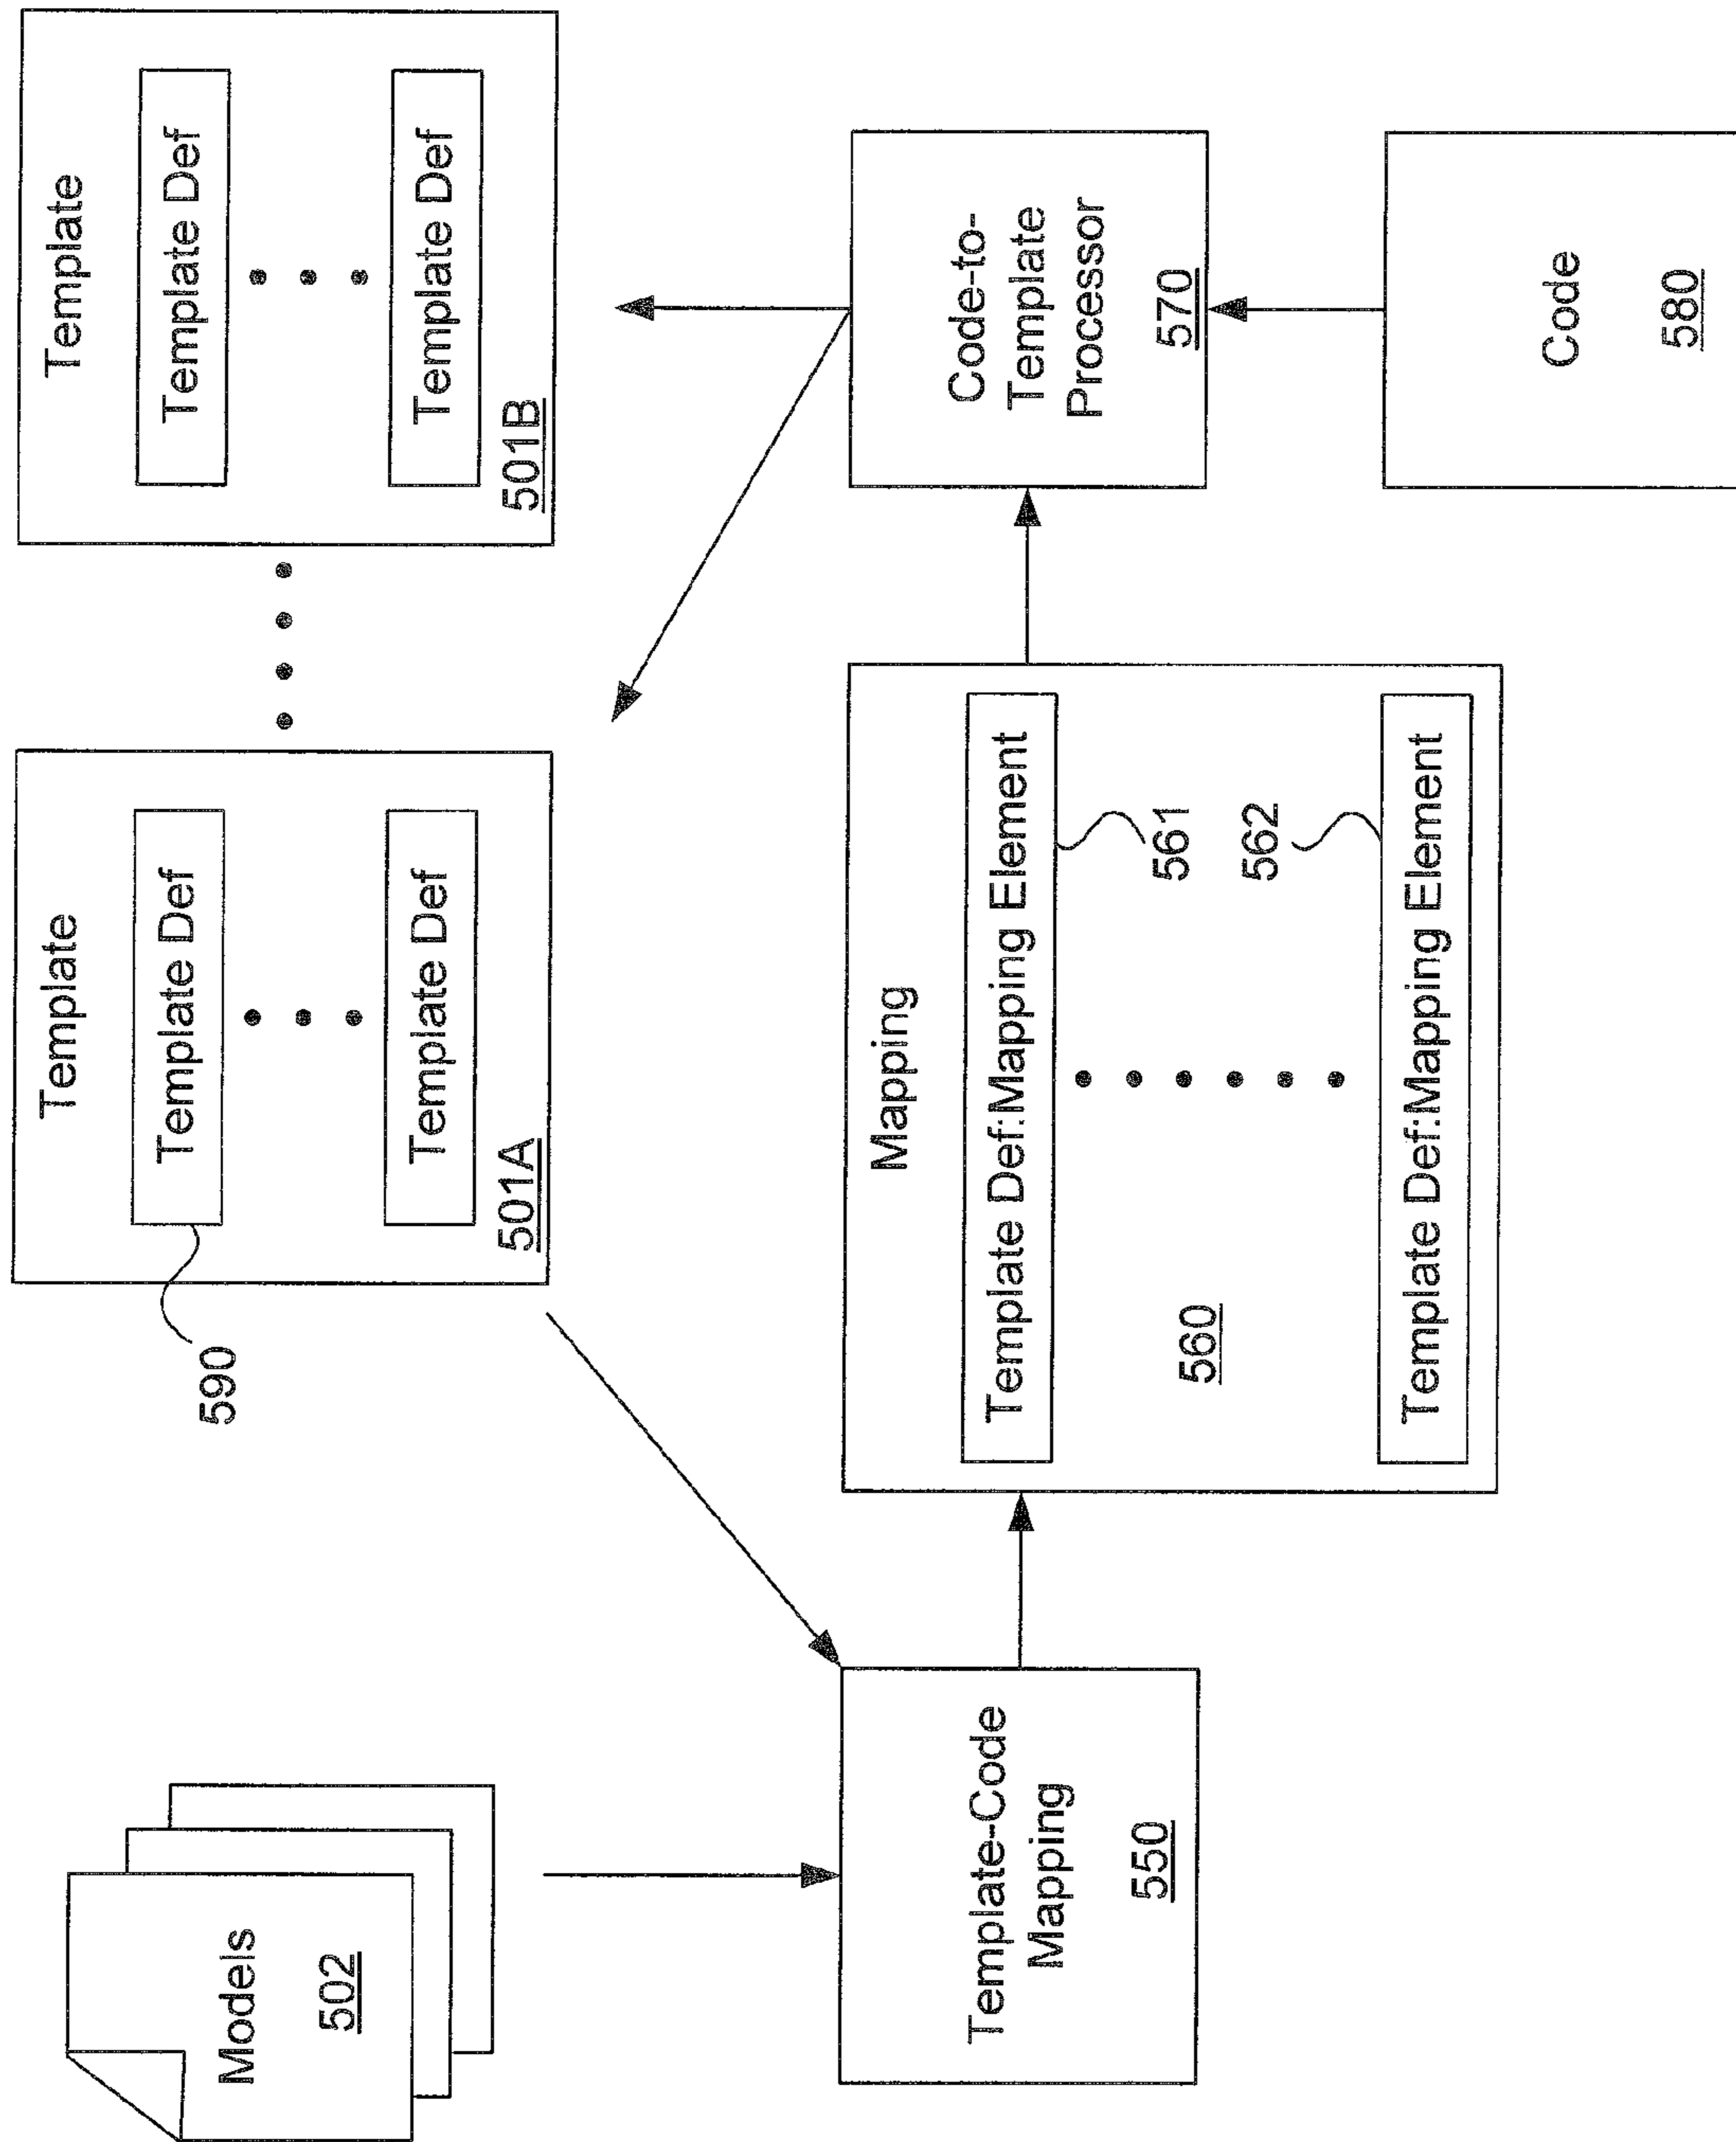 Models
502
590
Template
Template Def
Template Def
501A
Template
Template Def
Template Def
501B
Template-Code
Mapping
550
Mapping
Template Def:Mapping Element
561
560
562
Template Def:Mapping Element
Code-to-
Template
Processor
570
Code
580